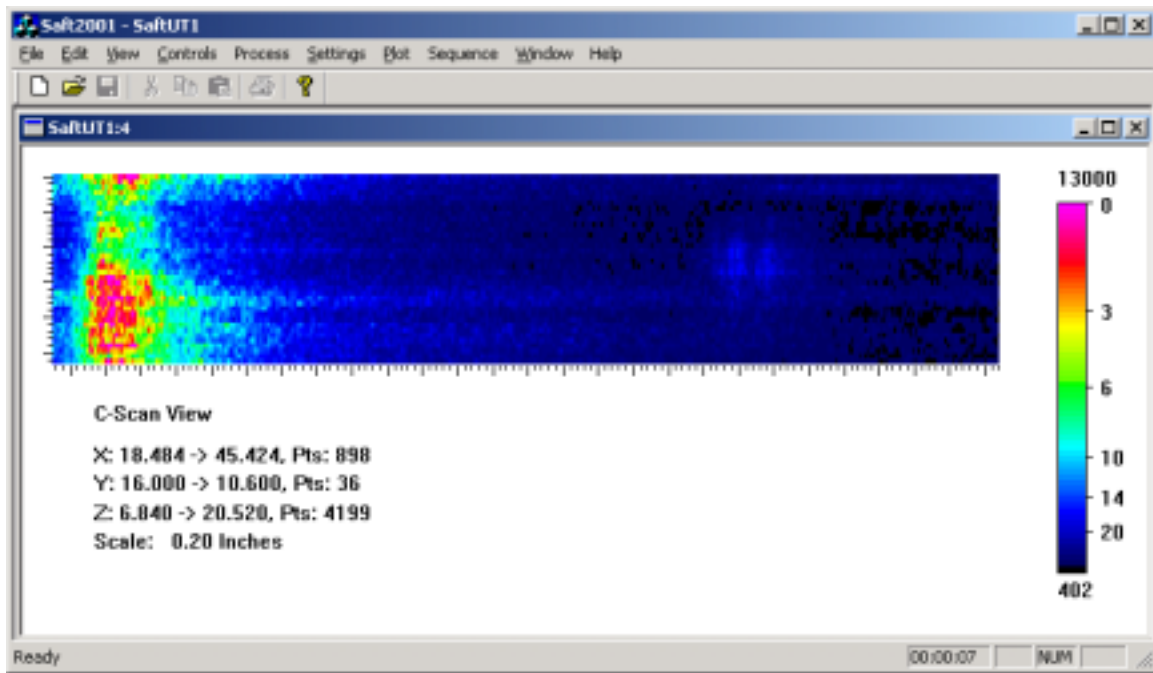 Saft2001 - SaftUT1
File Edit View Controls Process Settings Plot Sequence Window Help
SaftUT1:4
13000
0
3
6
10
14
20
402
C-Scan View
X: 18.484 -> 45.424, Pts: 898
Y: 16.000 -> 10.600, Pts: 36
Z: 6.840 -> 20.520, Pts: 4199
Scale: 0.20 Inches
Ready 00:00:07 NUM